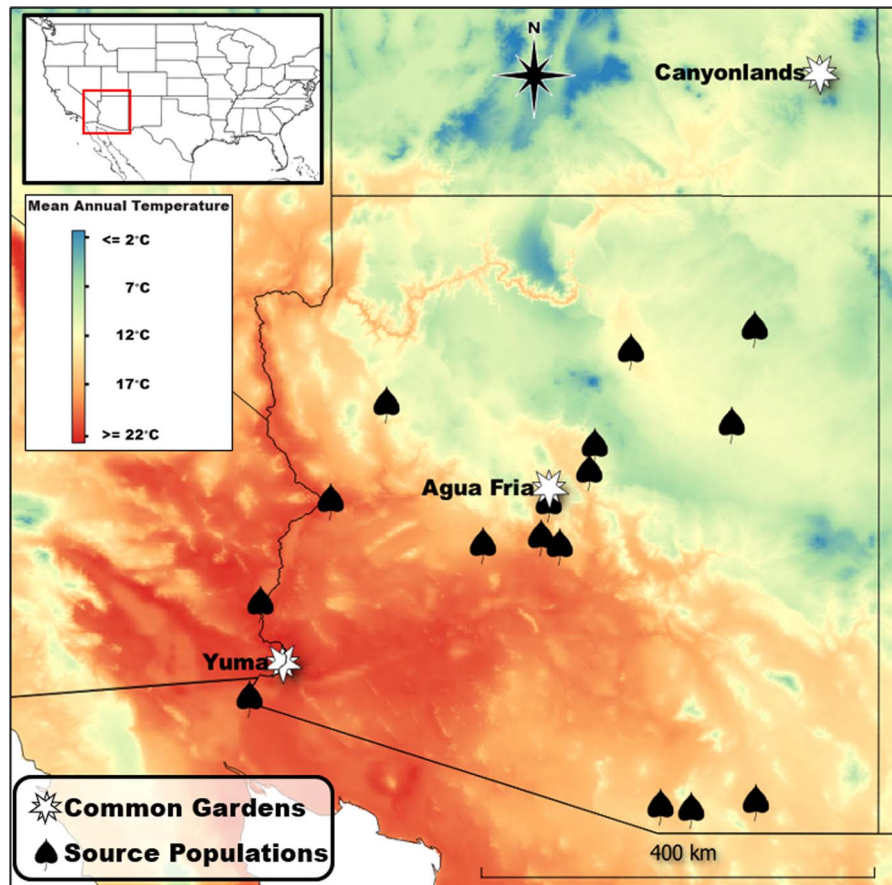 N
Canyonlands
Mean Annual Temperature
<= 2°C
7°C
12°C
17°C
>= 22°C
Agua Fria
Yuma
Common Gardens
Source Populations
400 km